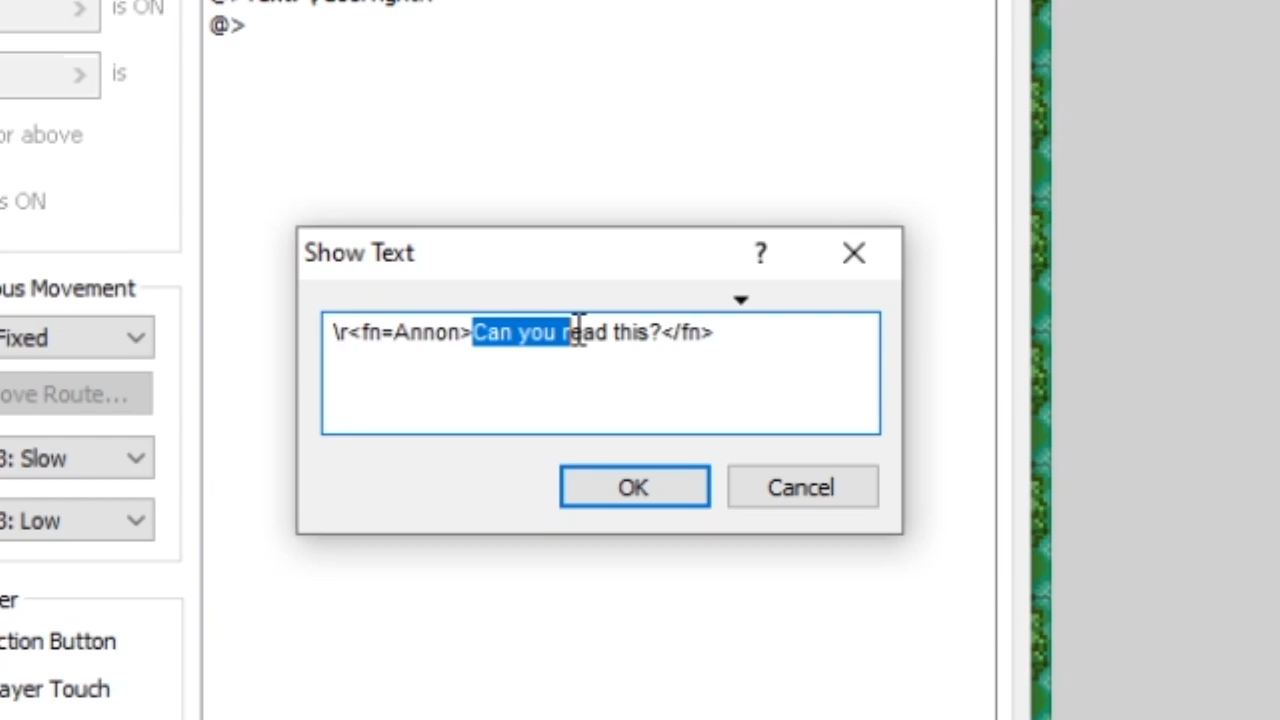 is ON
@>
is
or above
s ON
Show Text
?
\r<fn=Annon>Can you read this?</fn>
ous Movement
Fixed
ove Route...
3: Slow
OK
Cancel
3: Low
er
ction Button
ayer Touch